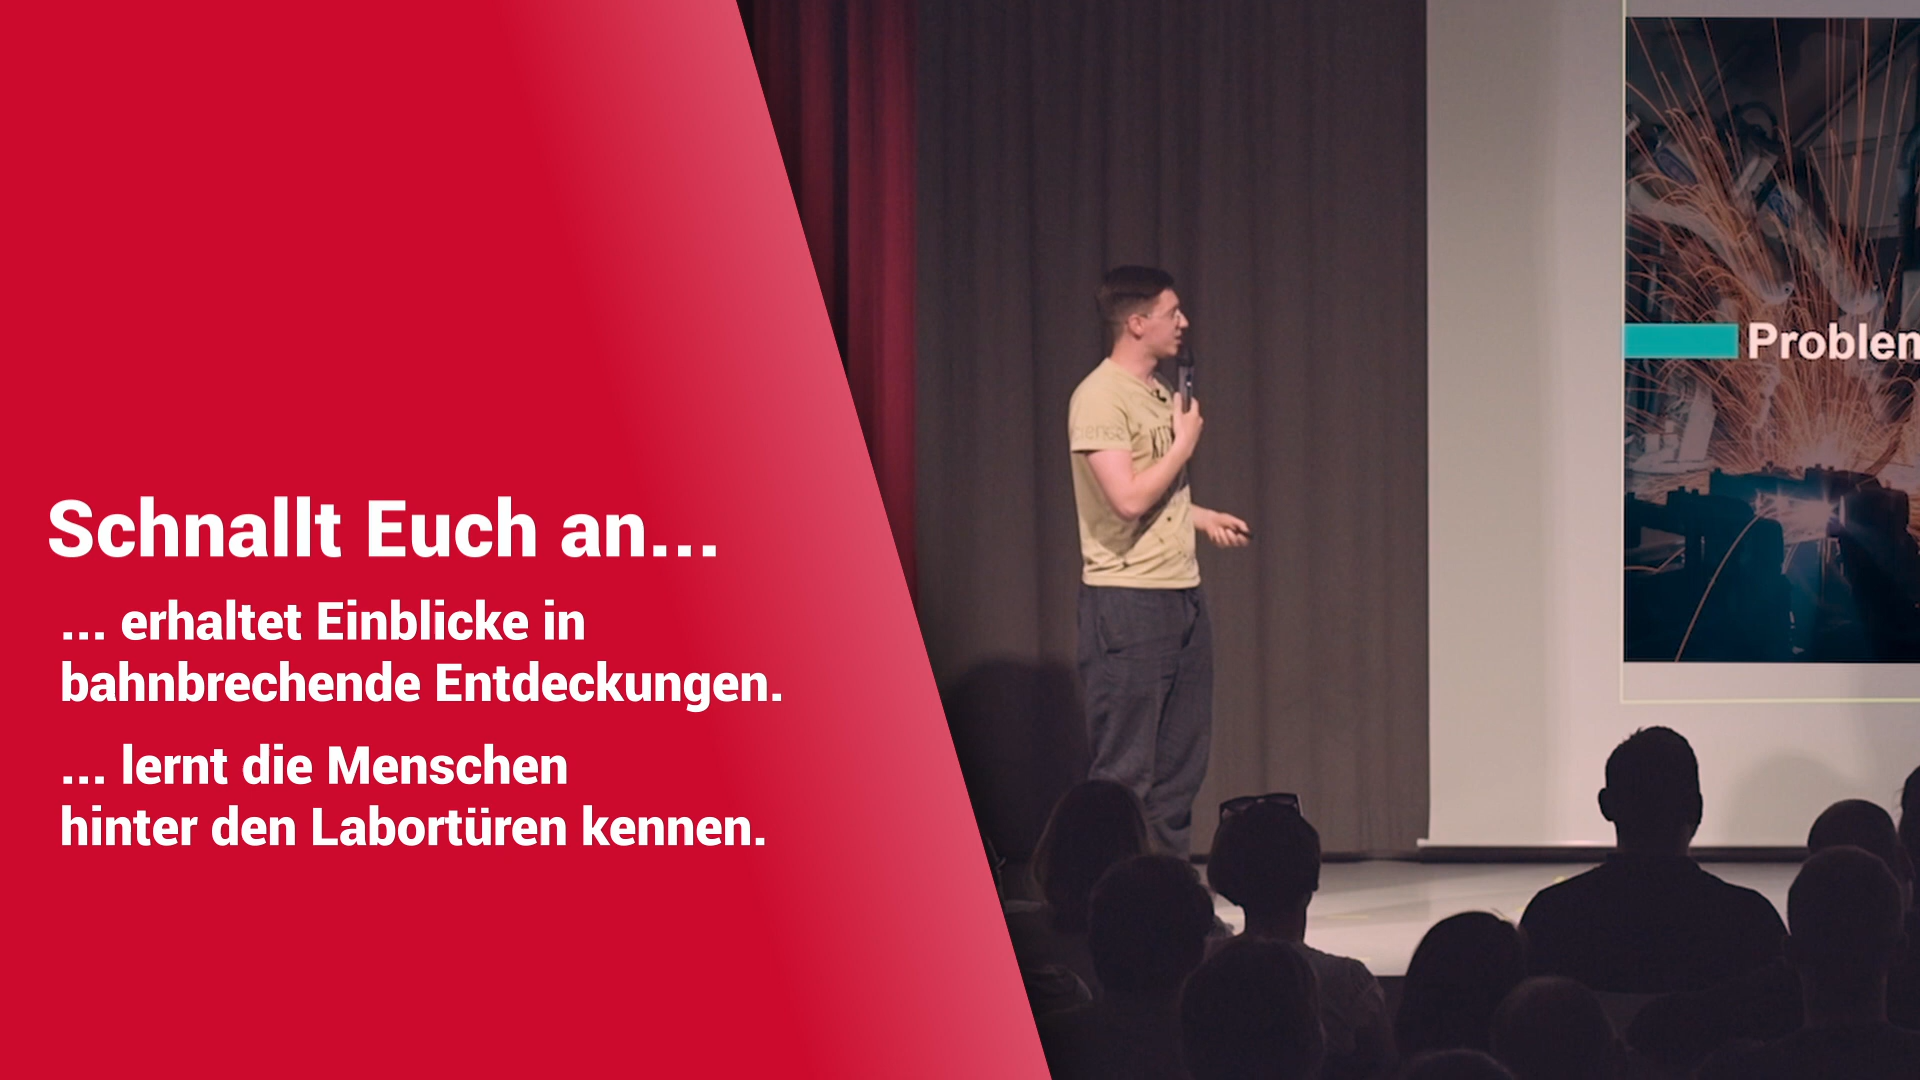 Schnallt Euch an...
... erhaltet Einblicke in
bahnbrechende Entdeckungen.
... lernt die Menschen
hinter den Labortüren kennen.
Problem